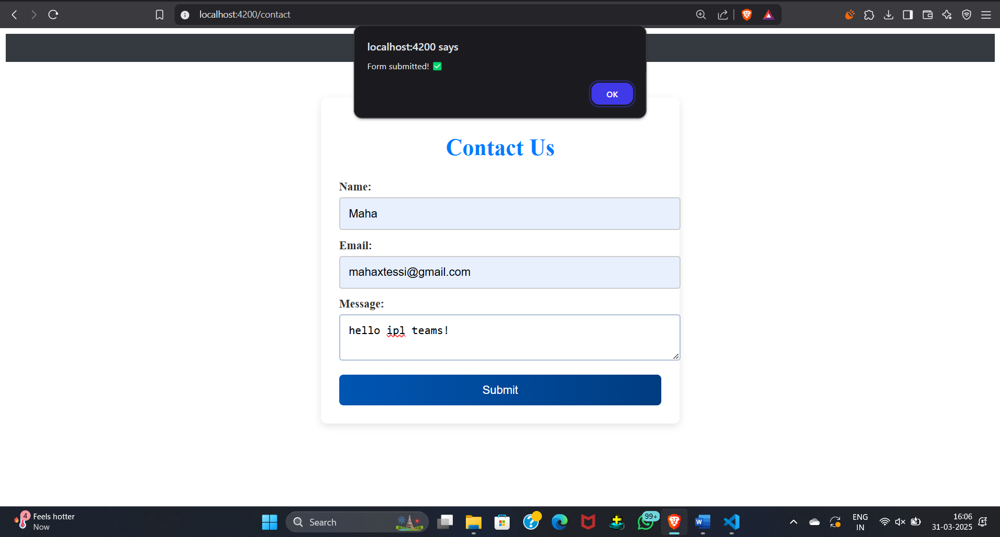 localhost:4200/contact
localhost:4200 says
Form submitted! ✅
OK
Contact Us
Name:
Maha
Email:
mahaxtessi@gmail.com
Message:
hello ipl teams!
Submit
4
Feels hotter
Now
Search
99+
W
ENG
IN
16:06
31-03-2025